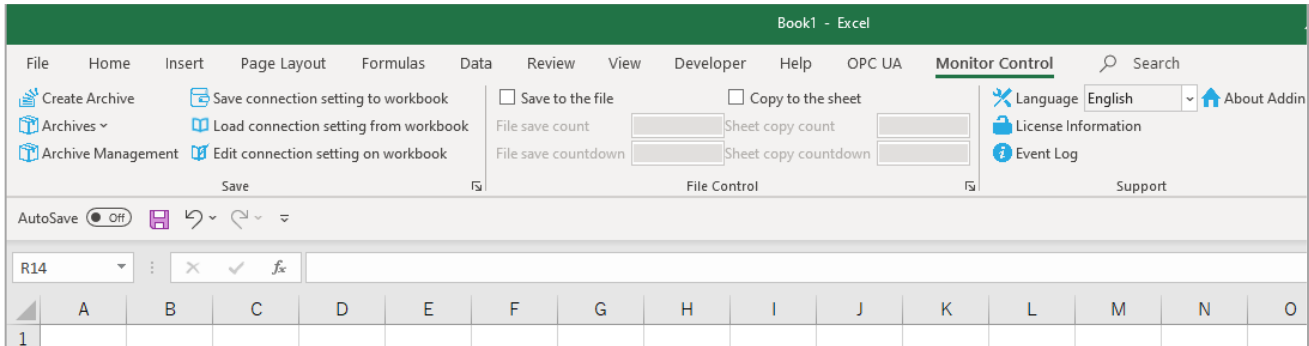 Book1 - Excel
File Home Insert Page Layout Formulas Data Review View Developer Help OPC UA Monitor Control Search
Create Archive Save connection setting to workbook Save to the file Copy to the sheet Language English About Addin
Archives Load connection setting from workbook File save count Sheet copy count License Information
Archive Management Edit connection setting on workbook File save countdown Sheet copy countdown Event Log
Save File Control Support
AutoSave Off
R14 fx
A B C D E F G H I J K L M N O
1